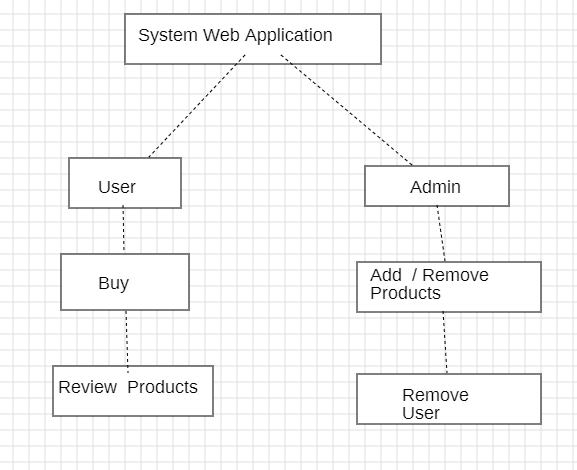 System Web Application
User
Admin
Buy
Add / Remove
Products
Review Products
Remove
User